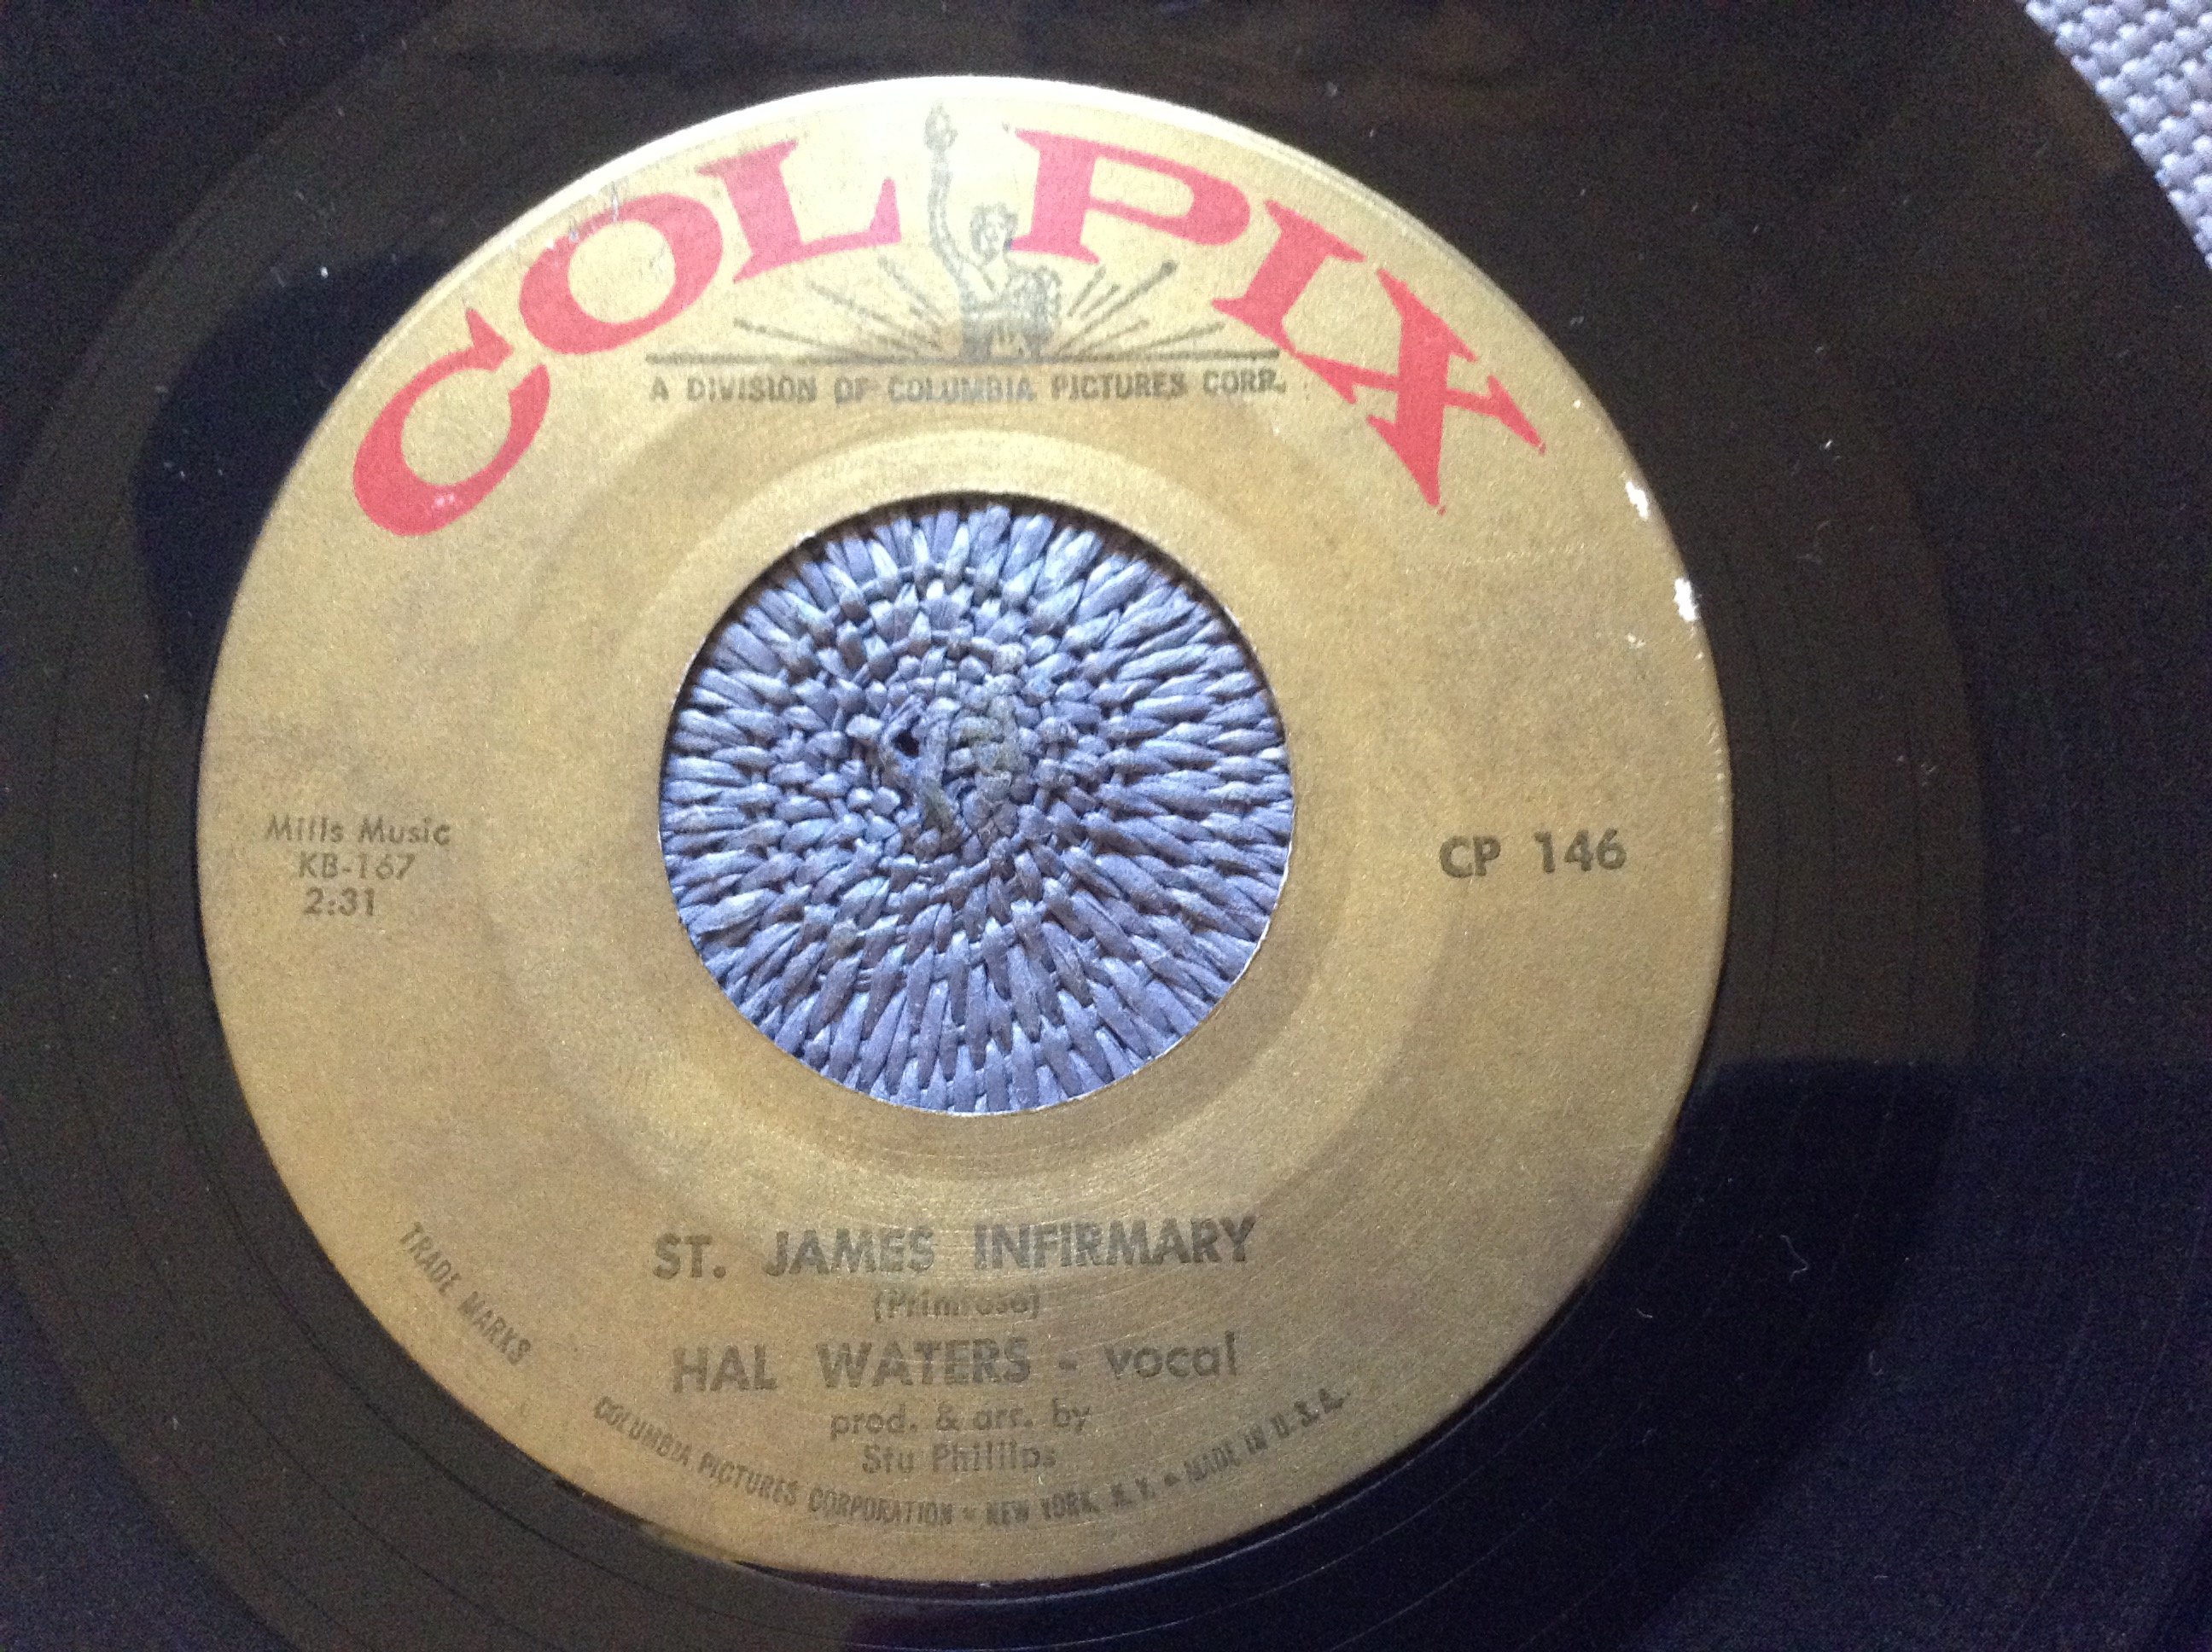 COLPIX
A DIVISION OF COLUMBIA PICTURES CORP.
Mills Music
KB-167
2:31
CP 146
ST. JAMES INFIRMARY
(Primrose)
HAL WATERS - vocal
prod. & arr. by
Stu Phillips
TRADE MARKS
COLUMBIA PICTURES CORPORATION - NEW YORK, N. Y. - MADE IN U.S.A.